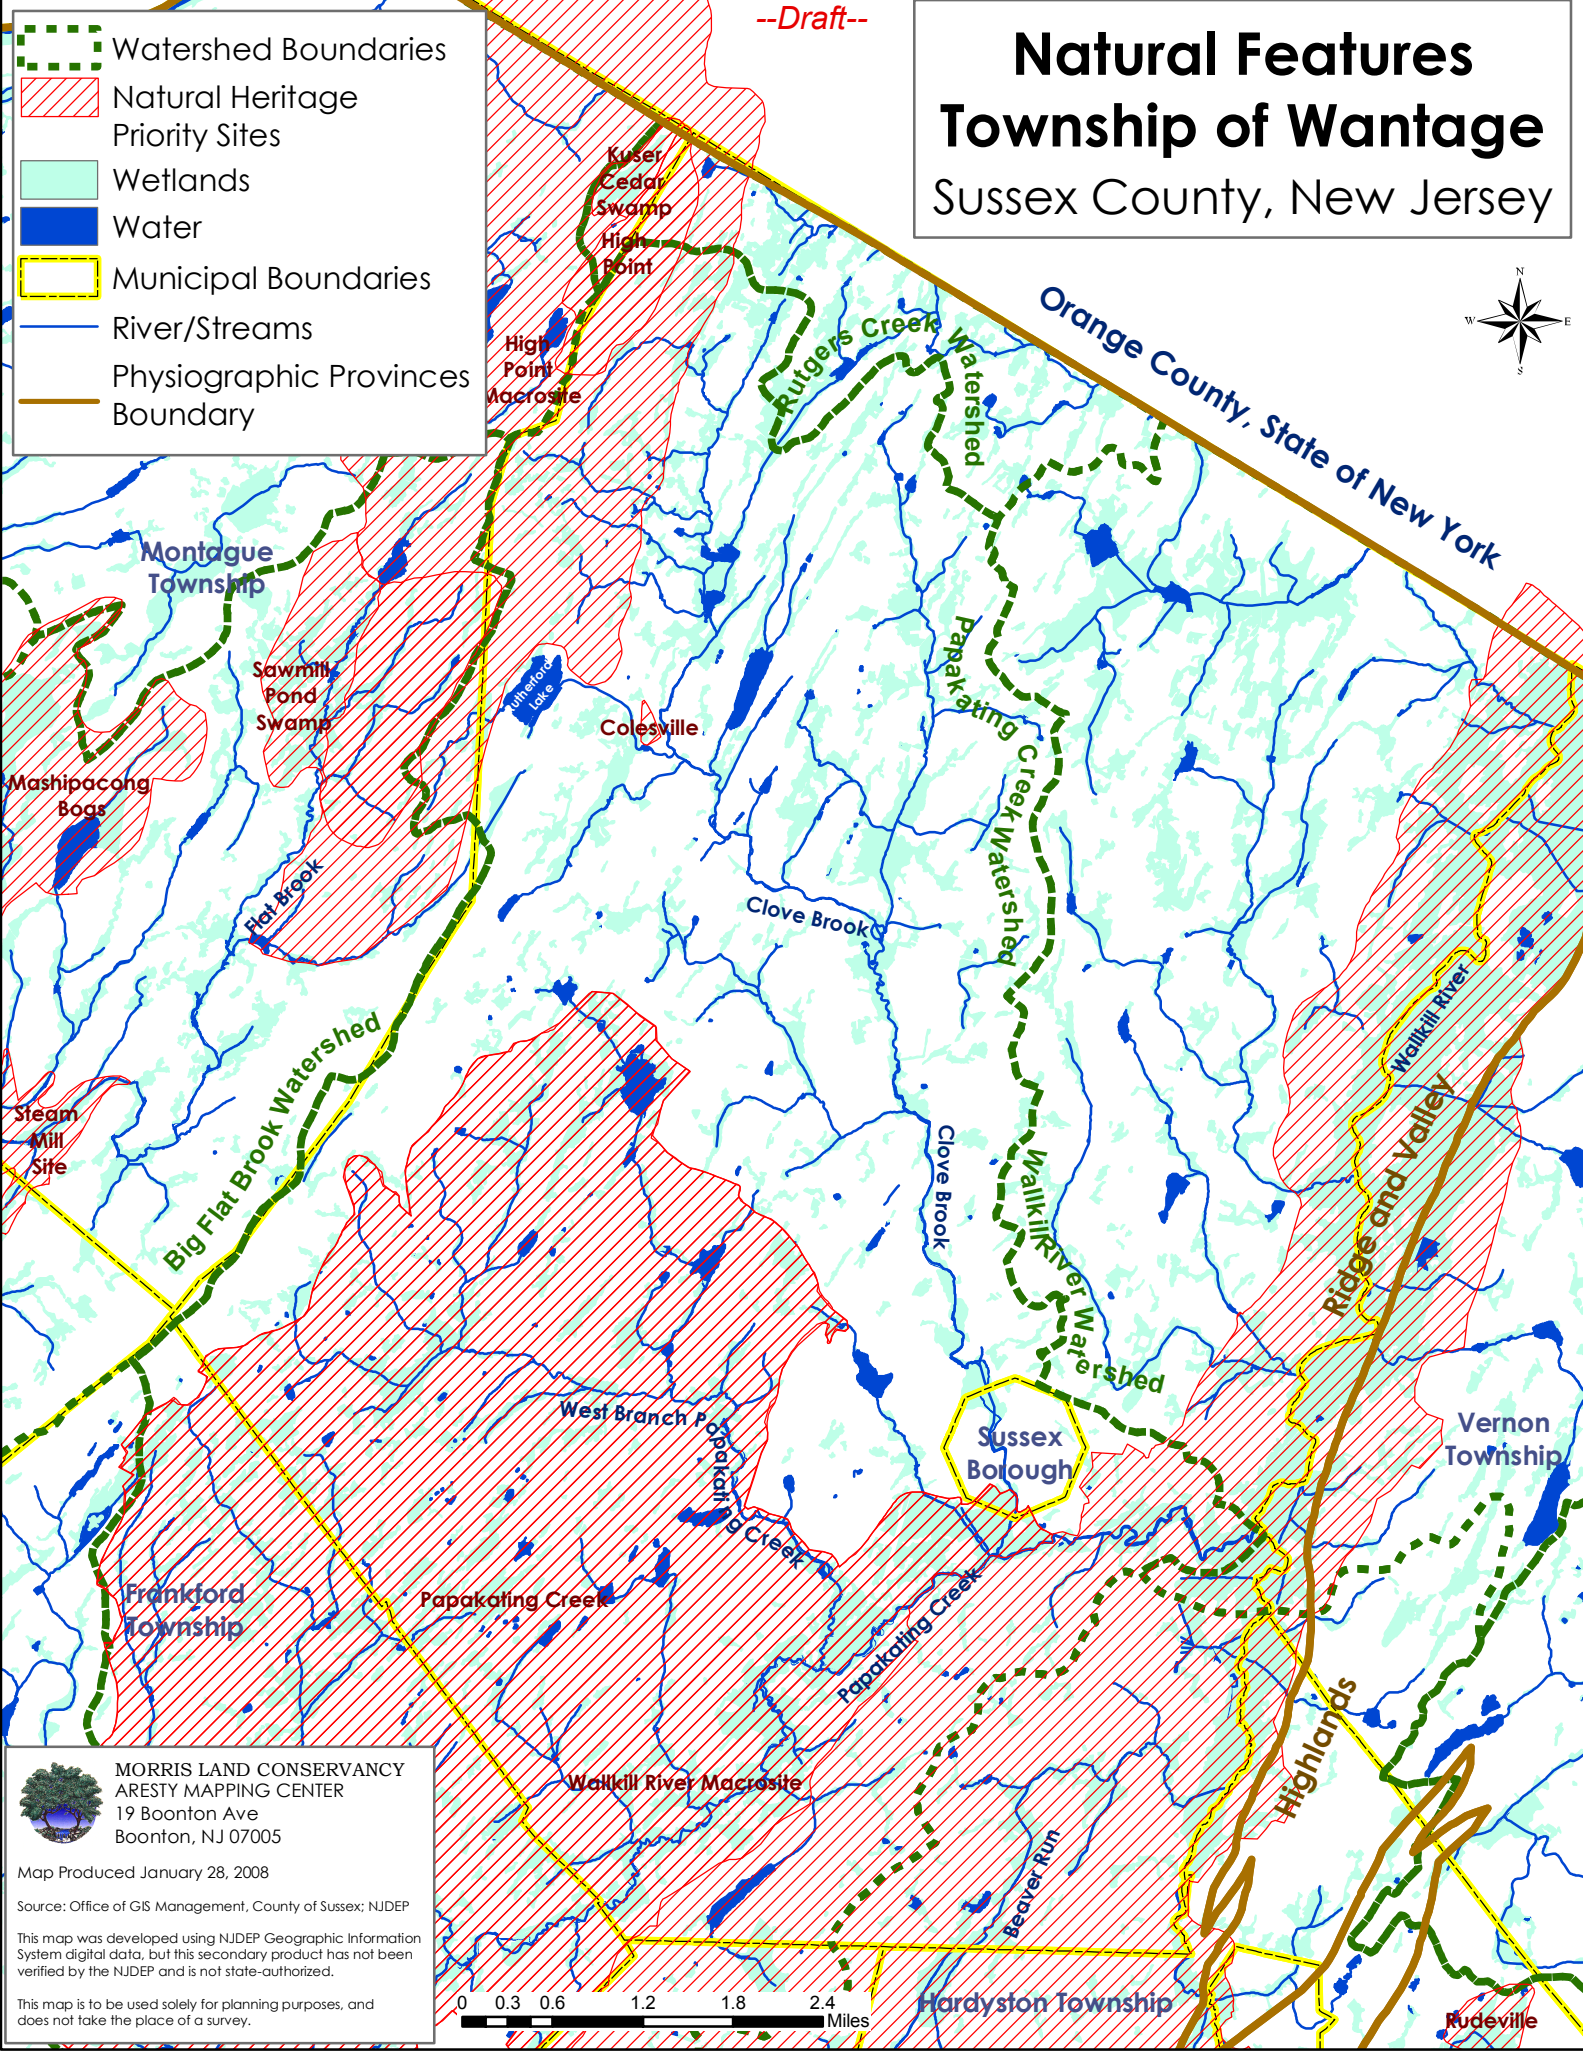 --Draft--
Natural Features
Township of Wantage
Sussex County, New Jersey
Watershed Boundaries
Natural Heritage
Priority Sites
Wetlands
Water
Municipal Boundaries
River/Streams
Physiographic Provinces
Boundary
N
W
E
S
Kuser
Cedar
Swamp
High
Point
High
Point
Macrosite
Rutgers Creek Watershed
Orange County, State of New York
Montague
Township
Sawmill
Pond
Swamp
Rutherford
Lake
Colesville
Papakating Creek Watershed
Mashipacong
Bogs
Flat Brook
Clove Brook
Wallkill River
Big Flat Brook Watershed
Steam
Mill
Site
Clove Brook
Wallkill River Watershed
Ridge and Valley
West Branch Papakating Creek
Sussex
Borough
Vernon
Township
Frankford
Township
Papakating Creek
Papakating Creek
Highlands
Wallkill River Macrosite
Beaver Run
Hardyston Township
Rudeville
MORRIS LAND CONSERVANCY
ARESTY MAPPING CENTER
19 Boonton Ave
Boonton, NJ 07005
Map Produced January 28, 2008
Source: Office of GIS Management, County of Sussex; NJDEP
This map was developed using NJDEP Geographic Information
System digital data, but this secondary product has not been
verified by the NJDEP and is not state-authorized.
This map is to be used solely for planning purposes, and
does not take the place of a survey.
0 0.3 0.6 1.2 1.8 2.4
Miles